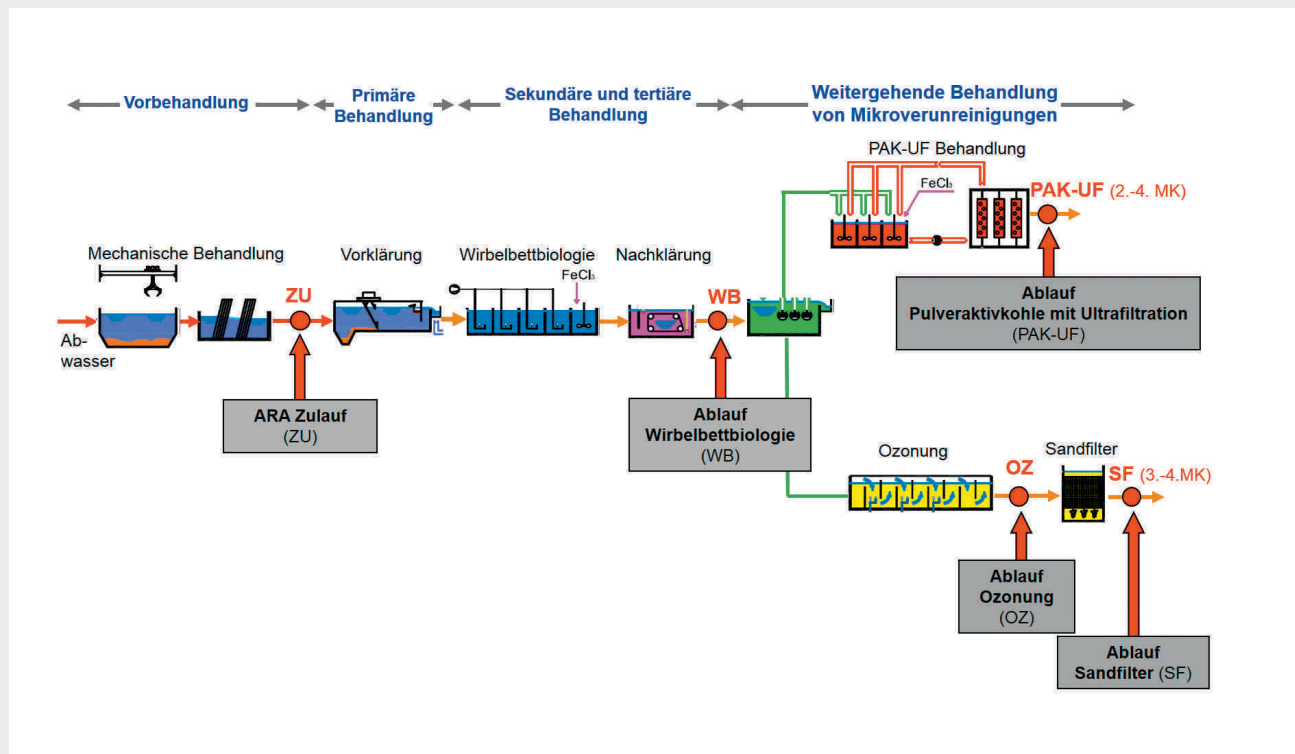 Vorbehandlung
Primäre
Behandlung
Sekundäre und tertiäre
Behandlung
Weitergehende Behandlung
von Mikroverunreinigungen
PAK-UF Behandlung
FeCl₃
PAK-UF (2.-4. MK)
Mechanische Behandlung
Vorklärung
Wirbelbettbiologie
FeCl₃
Nachklärung
ZU
WB
Ab-
wasser
Ablauf
Pulveraktivkohle mit Ultrafiltration
(PAK-UF)
ARA Zulauf
(ZU)
Ablauf
Wirbelbettbiologie
(WB)
Ozonung
OZ
Sandfilter
SF (3.-4.MK)
Ablauf
Ozonung
(OZ)
Ablauf
Sandfilter (SF)